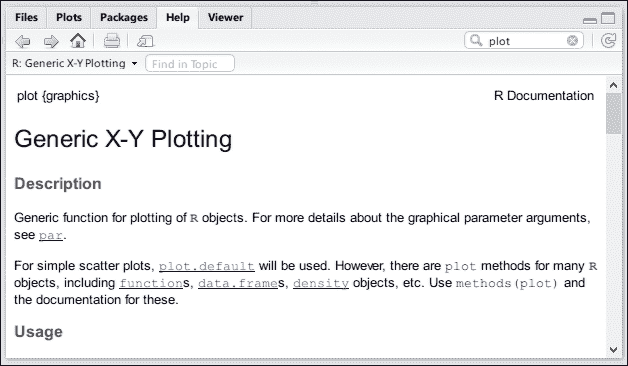 Files Plots Packages Help Viewer
plot
R: Generic X-Y Plotting Find in Topic
plot {graphics} R Documentation
Generic X-Y Plotting
Description
Generic function for plotting of R objects. For more details about the graphical parameter arguments,
see par.
For simple scatter plots, plot.default will be used. However, there are plot methods for many R
objects, including functions, data.frames, density objects, etc. Use methods(plot) and
the documentation for these.
Usage